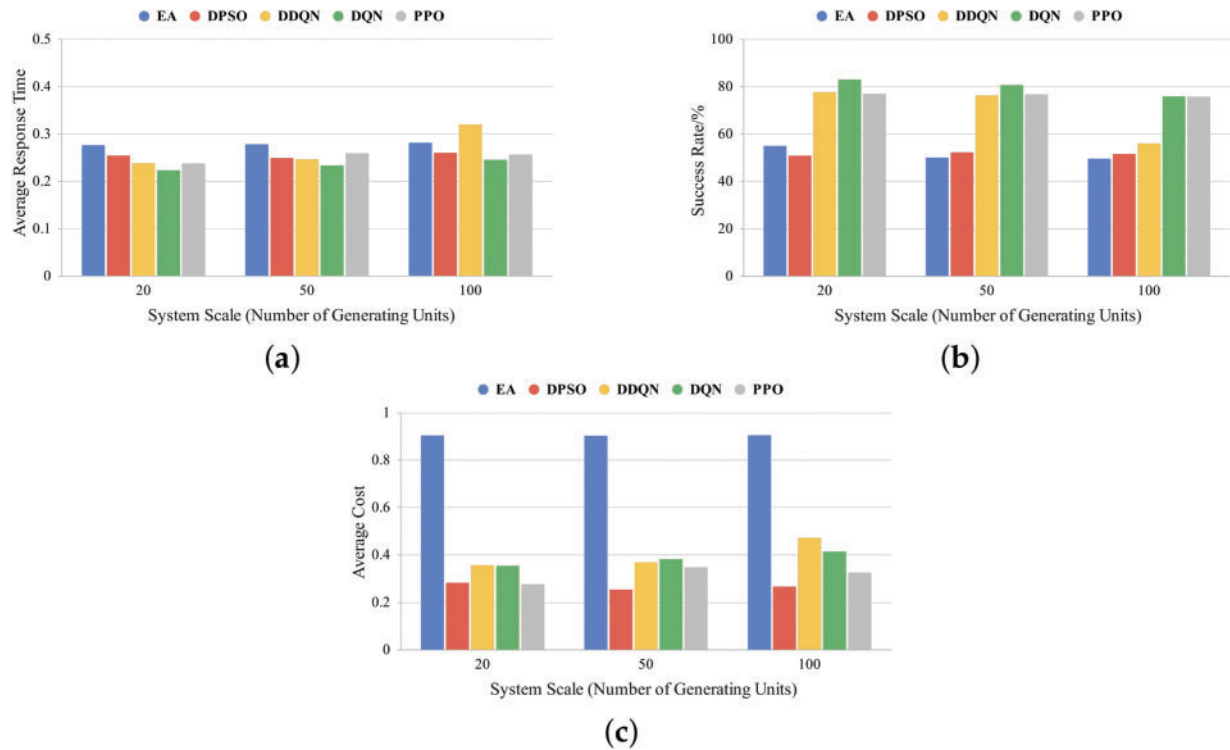 EA DPSO DDQN DQN PPO
0.5
0.4
0.3
0.2
0.1
0
Average Response Time
20 50 100
System Scale (Number of Generating Units)
(a)
EA DPSO DDQN DQN PPO
100
80
60
40
20
0
Success Rate/%
20 50 100
System Scale (Number of Generating Units)
(b)
EA DPSO DDQN DQN PPO
1
0.8
0.6
0.4
0.2
0
Average Cost
20 50 100
System Scale (Number of Generating Units)
(c)